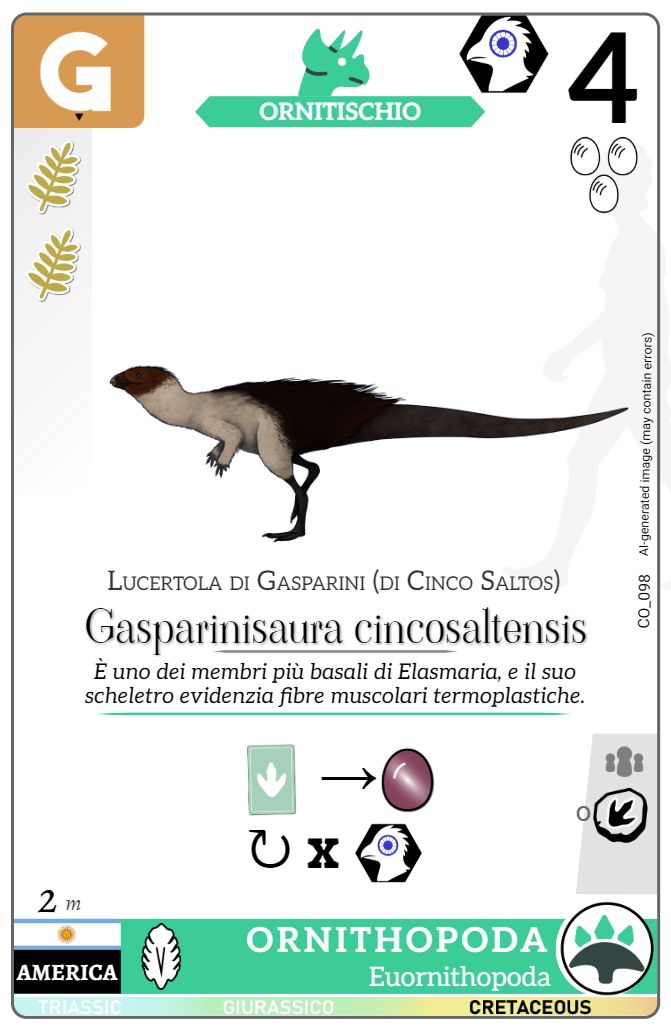 G
ORNITISCHIO
4
AI-generated image (may contain errors)
CO_098
Lucertola di Gasparini (di Cinco Saltos)
Gasparinisaura cincosaltensis
È uno dei membri più basali di Elasmaria, e il suo
scheletro evidenzia fibre muscolari termoplastiche.
O
x
2 m
AMERICA
ORNITHOPODA
Euornithopoda
TRIASSIC
GIURASSICO
CRETACEOUS